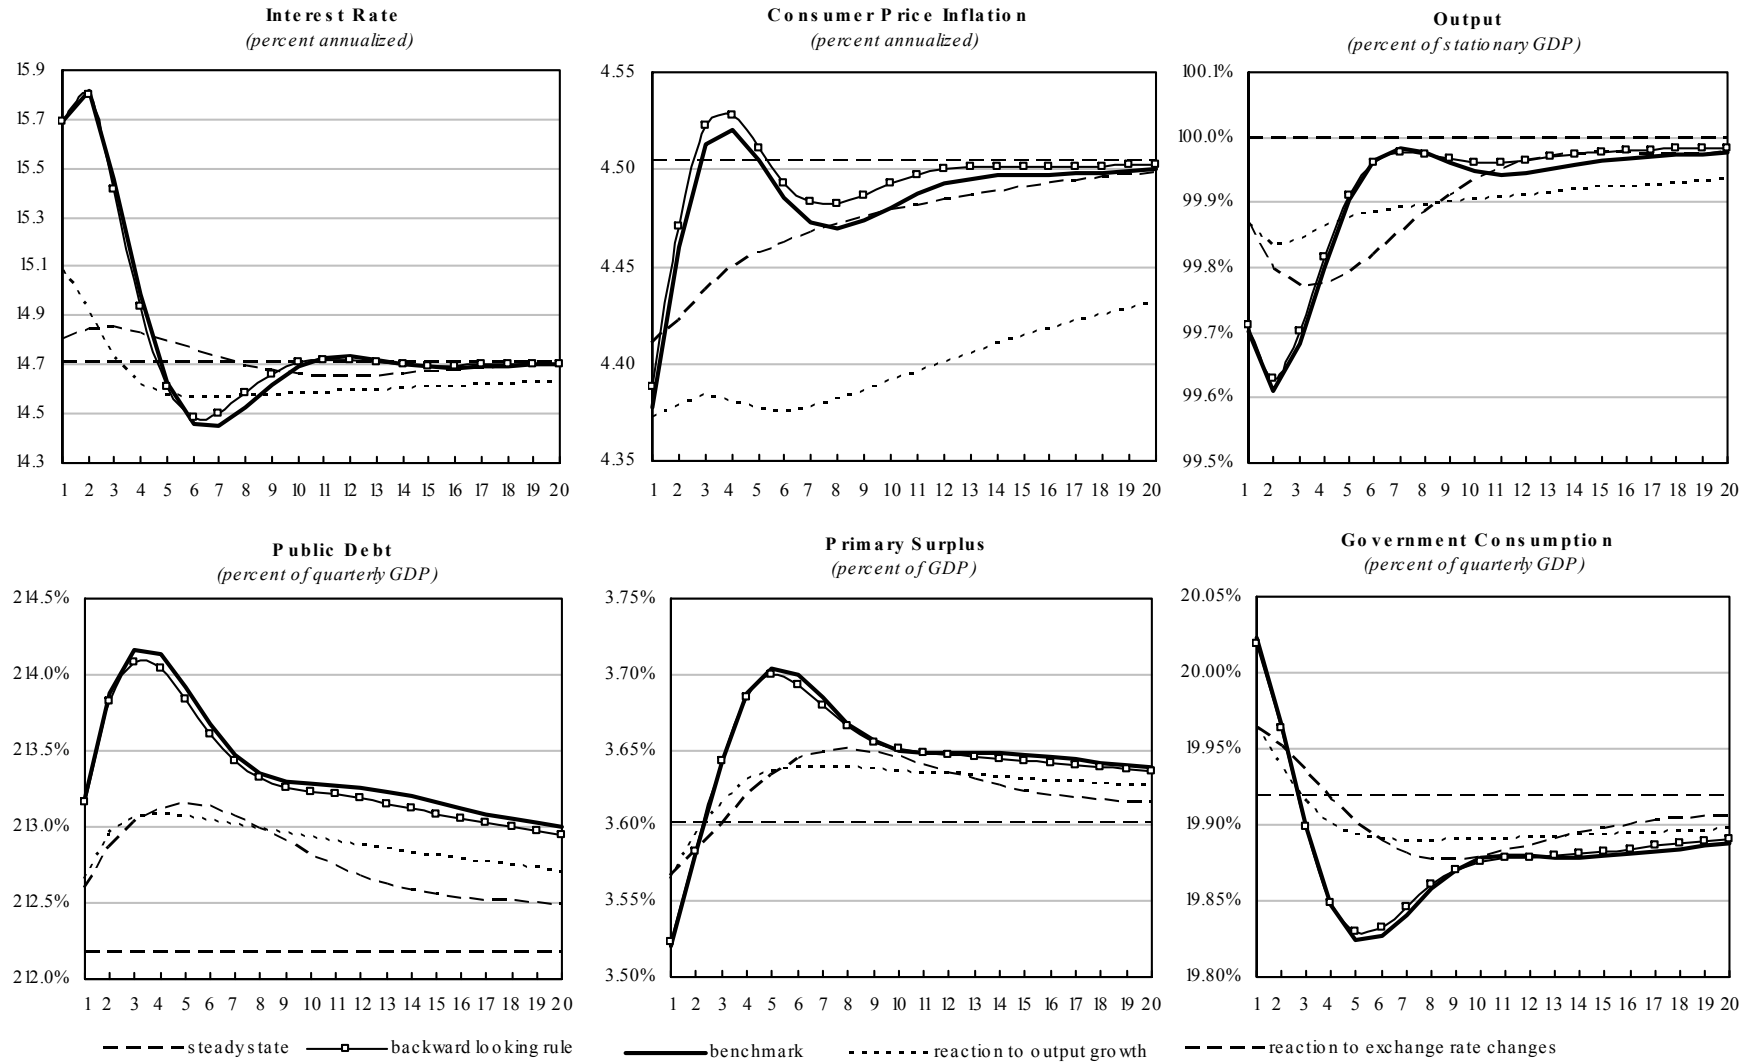 Interest Rate
(percent annualized)
15.9
15.7
15.5
15.3
15.1
14.9
14.7
14.5
14.3
1 2 3 4 5 6 7 8 9 10 11 12 13 14 15 16 17 18 19 20
Consumer Price Inflation
(percent annualized)
4.55
4.50
4.45
4.40
4.35
1 2 3 4 5 6 7 8 9 10 11 12 13 14 15 16 17 18 19 20
Output
(percent of stationary GDP)
100.1%
100.0%
99.9%
99.8%
99.7%
99.6%
99.5%
1 2 3 4 5 6 7 8 9 10 11 12 13 14 15 16 17 18 19 20
Public Debt
(percent of quarterly GDP)
214.5%
214.0%
213.5%
213.0%
212.5%
212.0%
1 2 3 4 5 6 7 8 9 10 11 12 13 14 15 16 17 18 19 20
Primary Surplus
(percent of GDP)
3.75%
3.70%
3.65%
3.60%
3.55%
3.50%
1 2 3 4 5 6 7 8 9 10 11 12 13 14 15 16 17 18 19 20
Government Consumption
(percent of quarterly GDP)
20.05%
20.00%
19.95%
19.90%
19.85%
19.80%
1 2 3 4 5 6 7 8 9 10 11 12 13 14 15 16 17 18 19 20
steady state
backward looking rule
benchmark
reaction to output growth
reaction to exchange rate changes